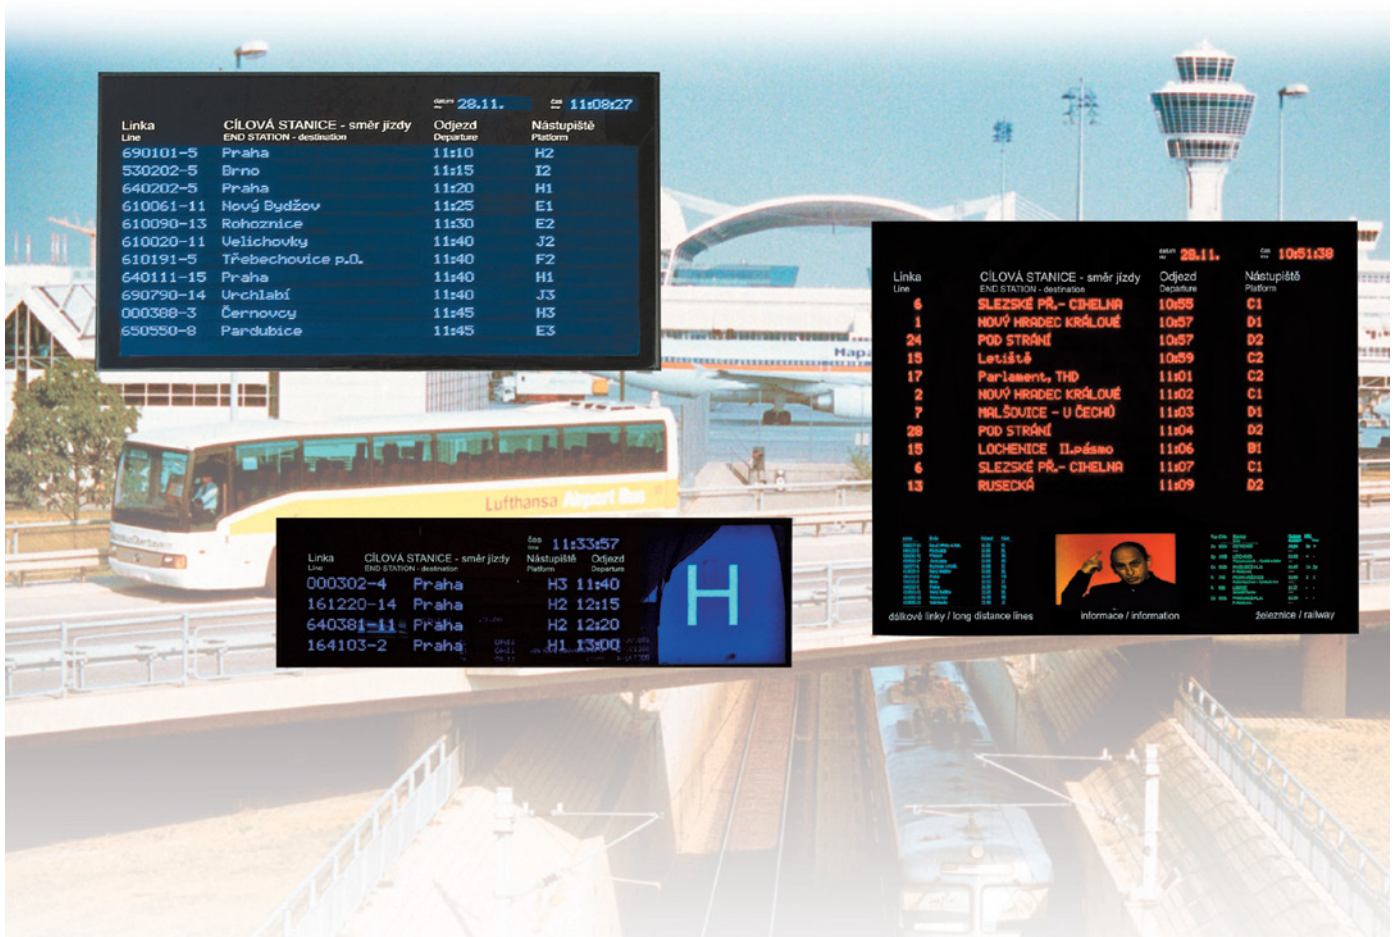 datum 28.11. čas 11:08:27
Linka CÍLOVÁ STANICE - směr jízdy Odjezd Nástupiště
Line END STATION - destination Departure Platform
690101-5 Praha 11:10 H2
530202-5 Brno 11:15 I2
640202-5 Praha 11:20 H1
610061-11 Nový Bydžov 11:25 E1
610090-13 Rohoznice 11:30 E2
610020-11 Velichovky 11:40 J2
610191-5 Třebechovice p.O. 11:40 F2
640111-15 Praha 11:40 H1
690790-14 Vrchlabí 11:40 J3
000388-3 Černovcy 11:45 H3
650550-8 Pardubice 11:45 E3
datum 28.11. čas 10:51:38
Linka CÍLOVÁ STANICE - směr jízdy Odjezd Nástupiště
Line END STATION - destination Departure Platform
6 SLEZSKÉ PŘ.- CIHELNA 10:55 C1
1 NOVÝ HRADEC KRÁLOVÉ 10:57 D1
24 POD STRÁNÍ 10:57 D2
15 Letiště 10:59 C2
17 Parlament, THD 11:01 C2
2 NOVÝ HRADEC KRÁLOVÉ 11:02 C1
7 MALŠOVICE - U ČECHŮ 11:03 D1
28 POD STRÁNÍ 11:04 D2
15 LOCHENICE II.pásmo 11:06 B1
6 SLEZSKÉ PŘ.- CIHELNA 11:07 C1
13 RUSECKÁ 11:09 D2
dálkové linky / long distance lines informace / information železnice / railway
Hapa
Lufthansa Airport Bus
čas 11:33:57
Linka CÍLOVÁ STANICE - směr jízdy Nástupiště Odjezd
Line END STATION - destination Platform Departure
000302-4 Praha H3 11:40
161220-14 Praha H2 12:15
640381-11 Praha H2 12:20
164103-2 Praha H1 13:00
H